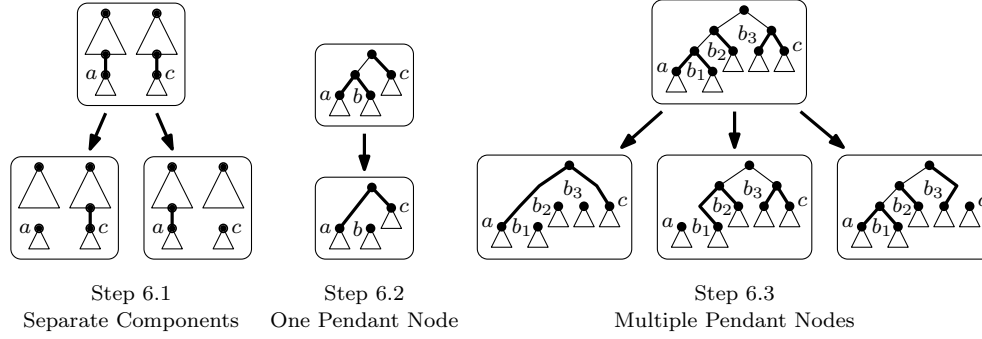 a c
a c
a c
Step 6.1
Separate Components
a b c
a b c
Step 6.2
One Pendant Node
a b₁ b₂ b₃ c
a b₁ b₂ b₃ c
a b₁ b₂ b₃ c
a b₁ b₂ b₃ c
Step 6.3
Multiple Pendant Nodes